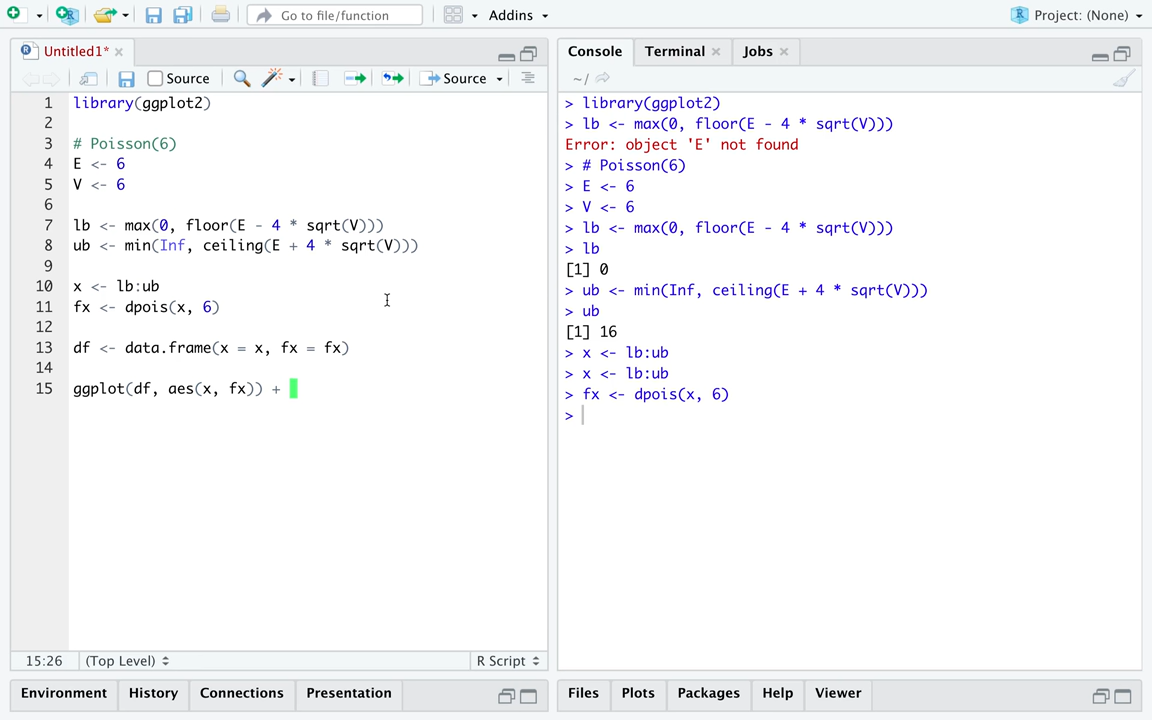 Go to file/function
Addins
Project: (None)
Untitled1*
Source
Source
1 library(ggplot2)
2
3 # Poisson(6)
4 E <- 6
5 V <- 6
6
7 lb <- max(0, floor(E - 4 * sqrt(V)))
8 ub <- min(Inf, ceiling(E + 4 * sqrt(V)))
9
10 x <- lb:ub
11 fx <- dpois(x, 6)
12
13 df <- data.frame(x = x, fx = fx)
14
15 ggplot(df, aes(x, fx)) +
15:26 (Top Level) R Script
Environment History Connections Presentation
Console Terminal Jobs
~/
> library(ggplot2)
> lb <- max(0, floor(E - 4 * sqrt(V)))
Error: object 'E' not found
> # Poisson(6)
> E <- 6
> V <- 6
> lb <- max(0, floor(E - 4 * sqrt(V)))
> lb
[1] 0
> ub <- min(Inf, ceiling(E + 4 * sqrt(V)))
> ub
[1] 16
> x <- lb:ub
> x <- lb:ub
> fx <- dpois(x, 6)
>
Files Plots Packages Help Viewer